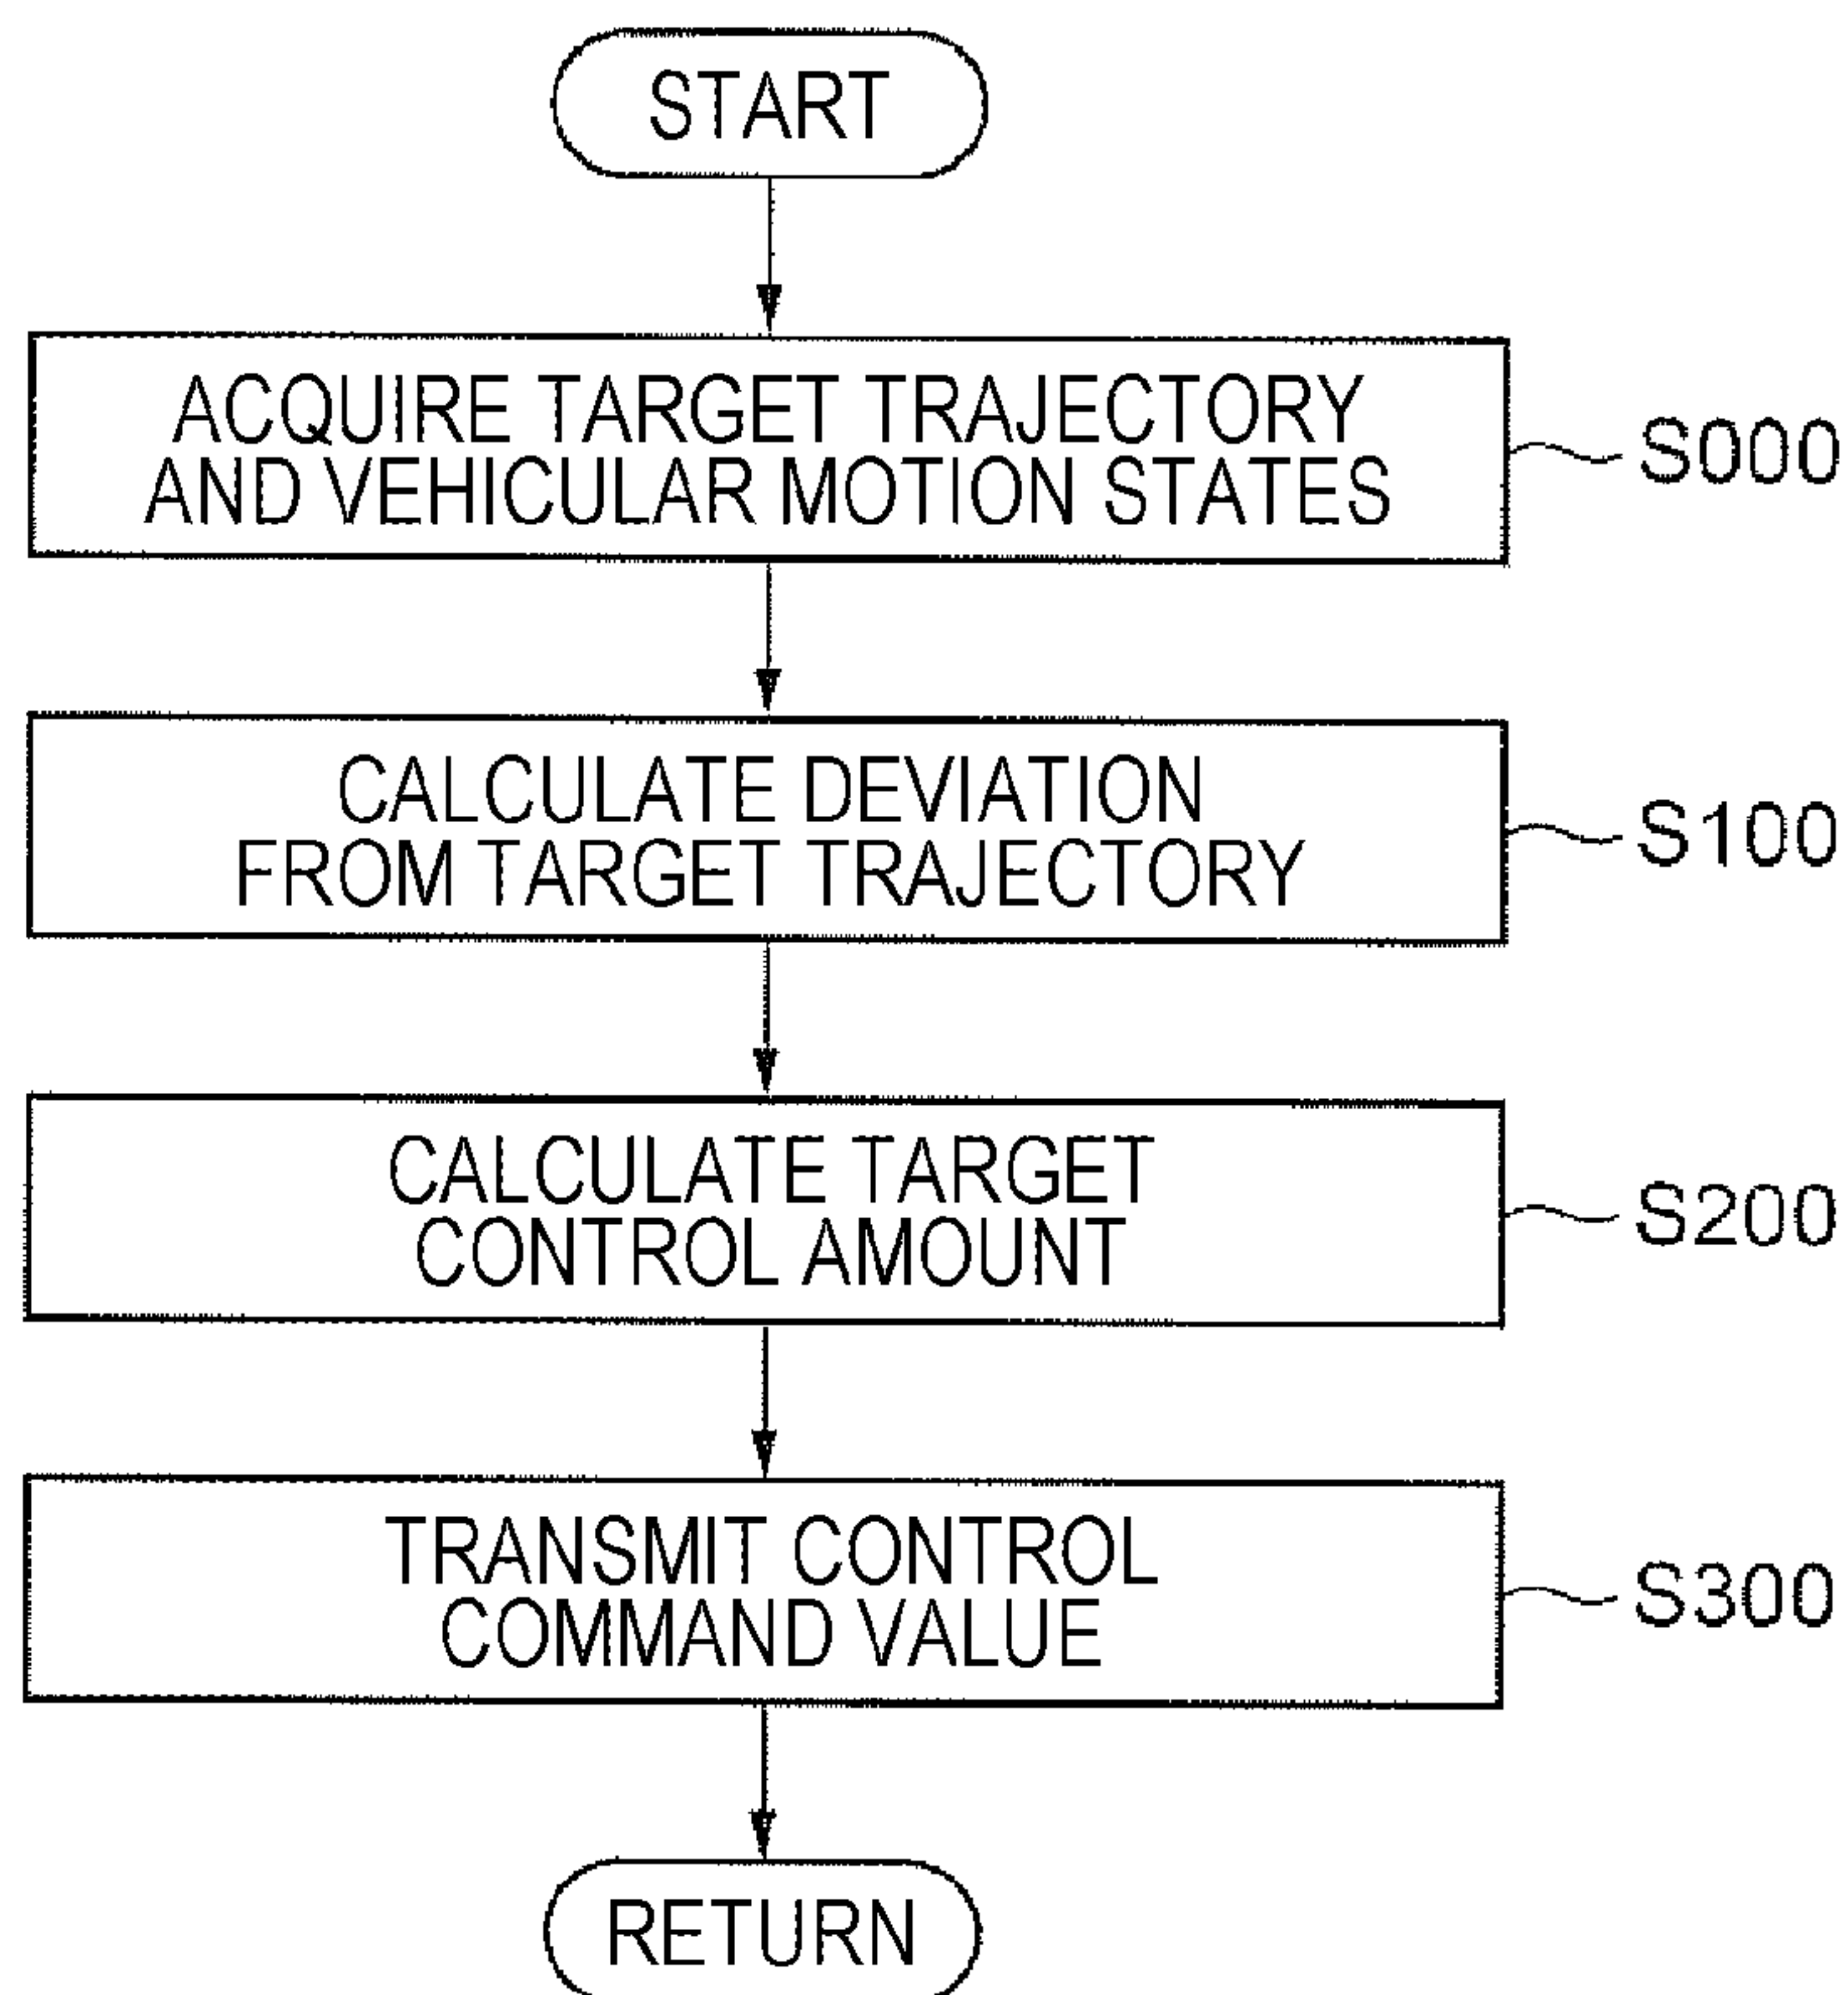 START
ACQUIRE TARGET TRAJECTORY
AND VEHICULAR MOTION STATES
S000
CALCULATE DEVIATION
FROM TARGET TRAJECTORY
S100
CALCULATE TARGET
CONTROL AMOUNT
S200
TRANSMIT CONTROL
COMMAND VALUE
S300
RETURN